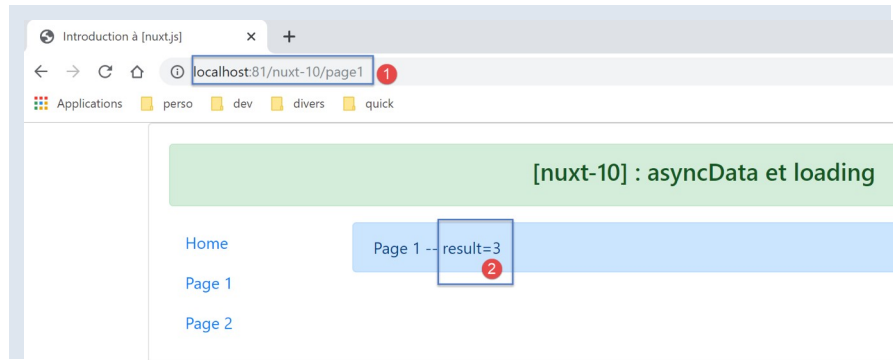 Introduction à [nuxt.js] × +
localhost:81/nuxt-10/page1 1
Applications perso dev divers quick
[nuxt-10] : asyncData et loading
Home
Page 1 -- result=3
2
Page 1
Page 2